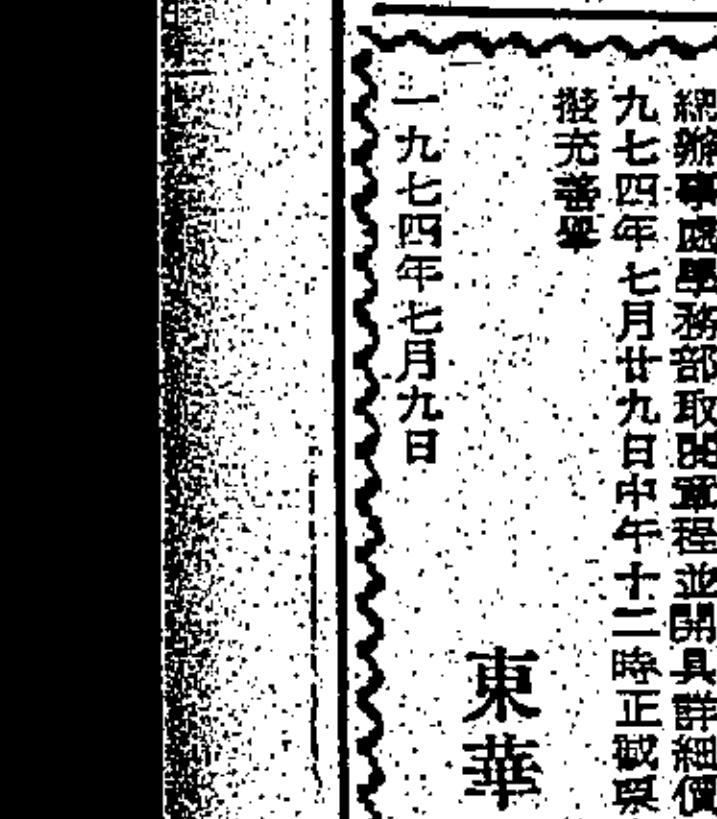 總辦事處學務部取閱章程並開具詳細價
九七四年七月廿九日中午十二時正截票
撥充善舉
東華
一九七四年七月九日